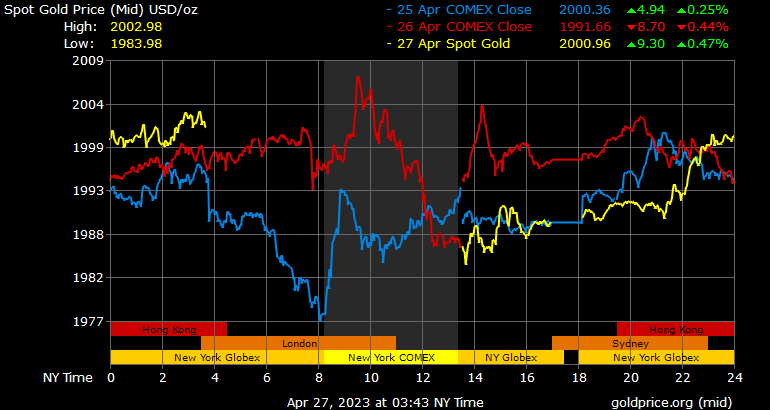 Spot Gold Price (Mid) USD/oz - 25 Apr COMEX Close 2000.36 ▲4.94 ▲0.25%
High: 2002.98 - 26 Apr COMEX Close 1991.66 ▼8.70 ▼0.44%
Low: 1983.98 - 27 Apr Spot Gold 2000.96 ▲9.30 ▲0.47%
2009
2004
1999
1993
1988
1982
1977
Hong Kong Hong Kong
London Sydney
New York Globex New York COMEX NY Globex New York Globex
NY Time 0 2 4 6 8 10 12 14 16 18 20 22 24
Apr 27, 2023 at 03:43 NY Time goldprice.org (mid)